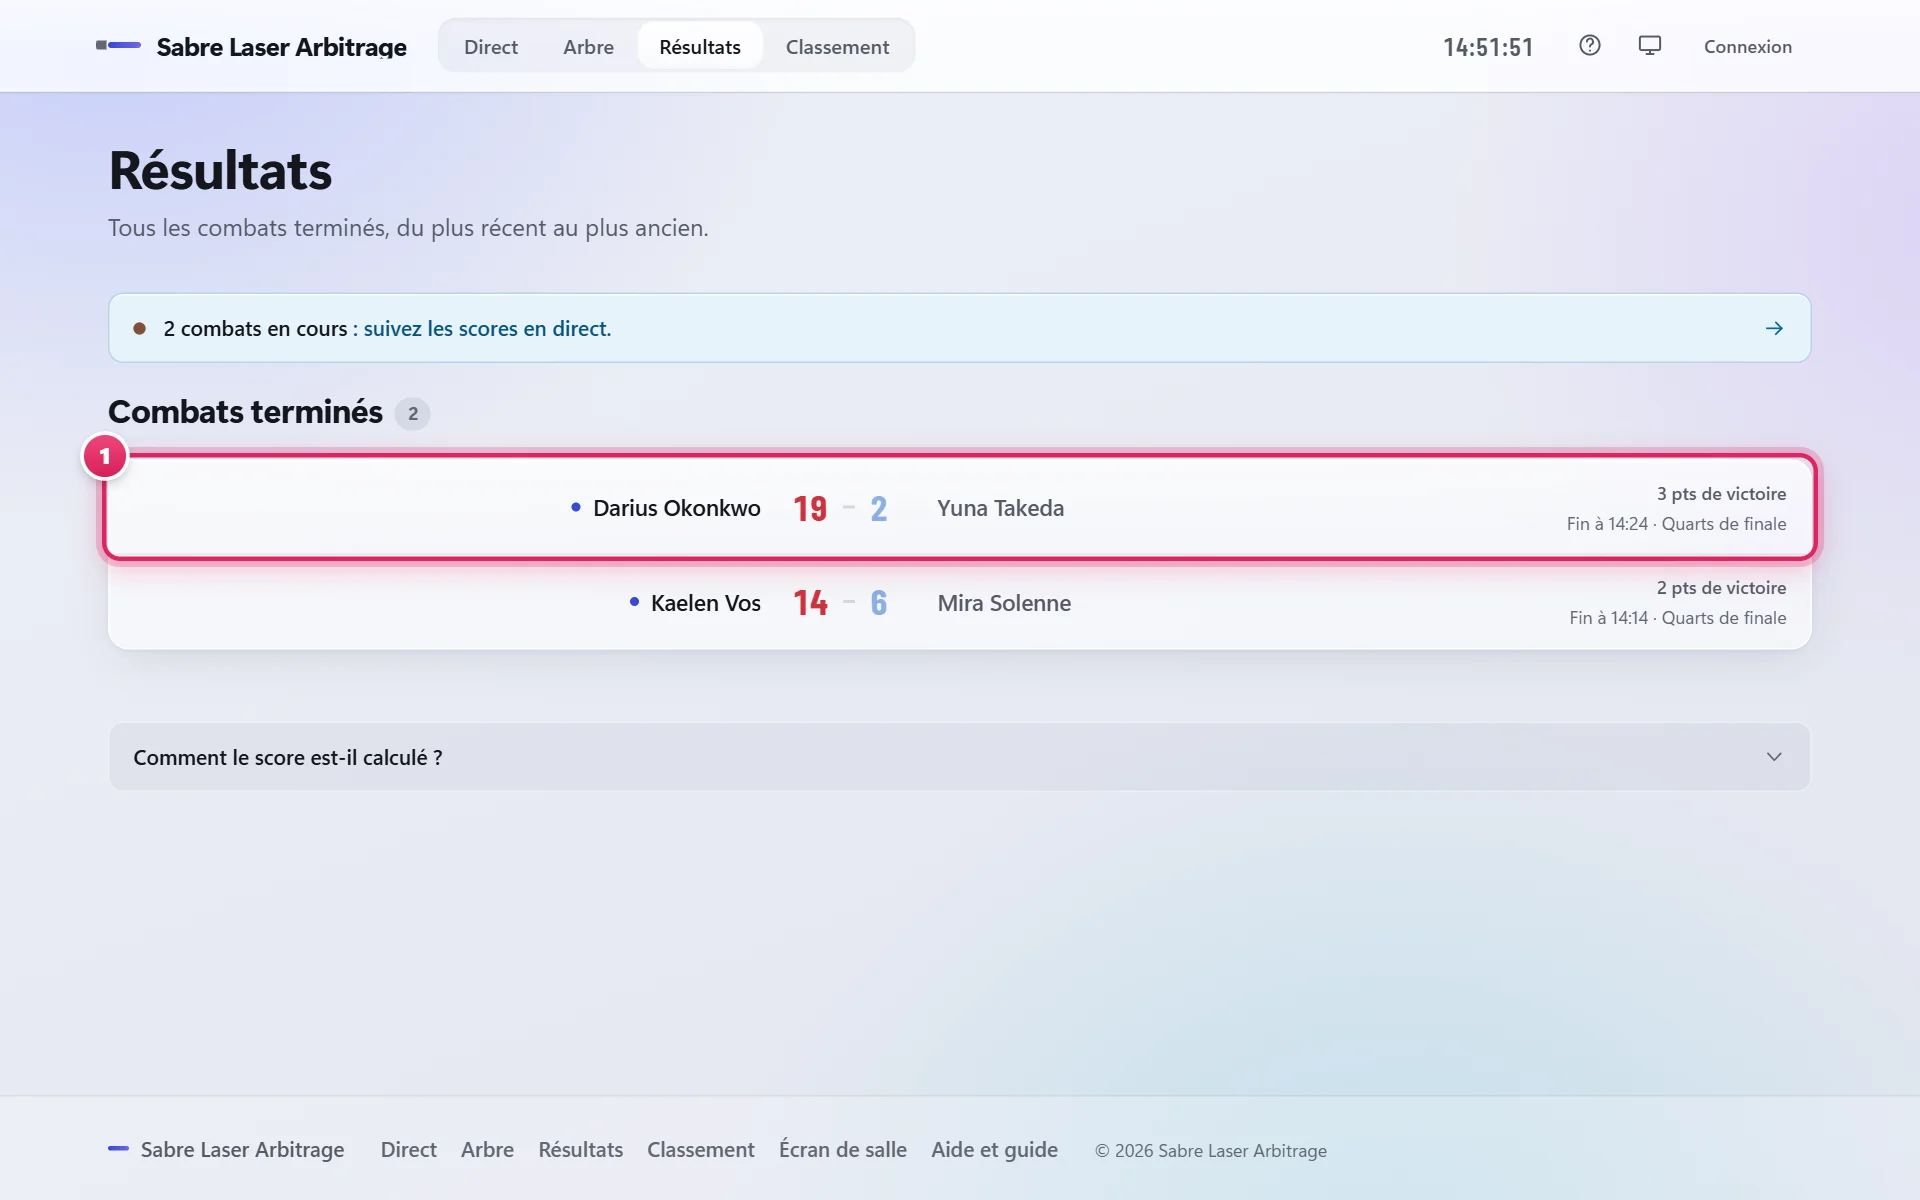 Sabre Laser Arbitrage Direct Arbre Résultats Classement 14:51:51 Connexion
Résultats
Tous les combats terminés, du plus récent au plus ancien.
2 combats en cours : suivez les scores en direct.
Combats terminés 2
1
Darius Okonkwo 19 – 2 Yuna Takeda
3 pts de victoire
Fin à 14:24 · Quarts de finale
Kaelen Vos 14 – 6 Mira Solenne
2 pts de victoire
Fin à 14:14 · Quarts de finale
Comment le score est-il calculé ?
Sabre Laser Arbitrage Direct Arbre Résultats Classement Écran de salle Aide et guide © 2026 Sabre Laser Arbitrage